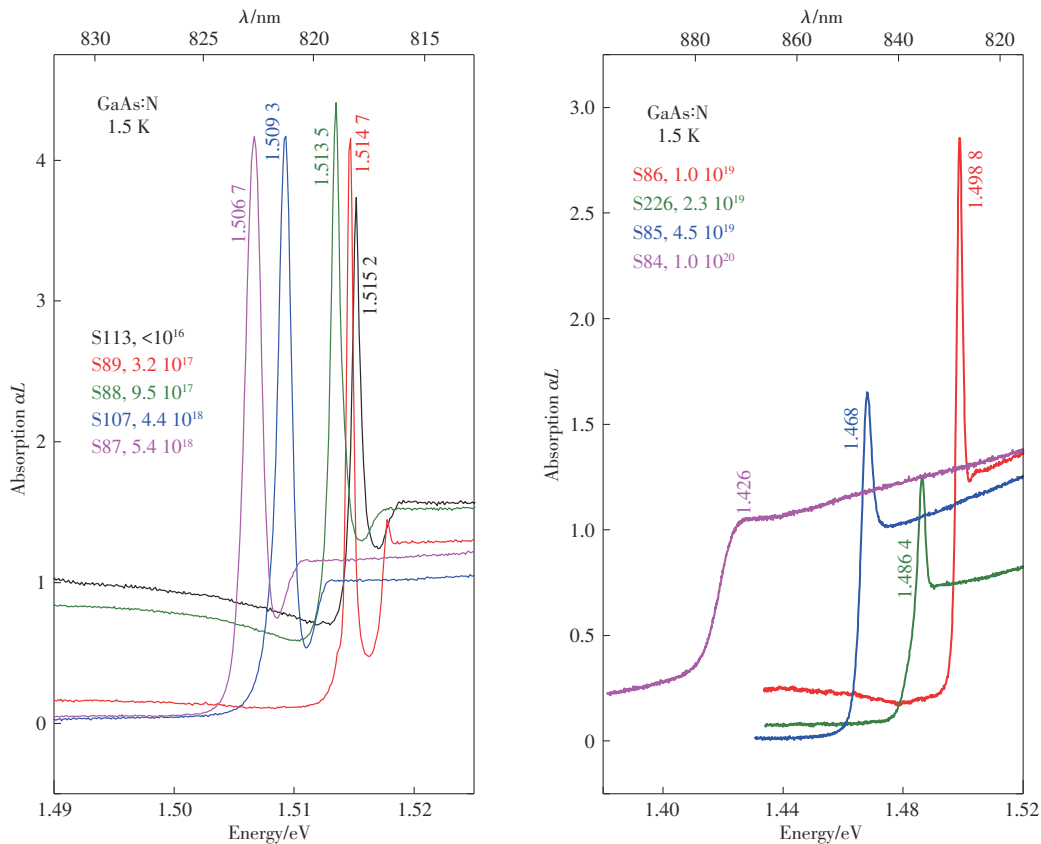 λ/nm
830 823 819 815
GaAs:N
1.5 K
1.506 7
1.509 3
1.513 5
1.514 7
1.515 2
S113, <10¹⁶
S89, 3.2 10¹⁷
S88, 9.5 10¹⁷
S107, 4.4 10¹⁸
S87, 5.4 10¹⁸
4
3
2
1
0
Absorption αL
1.49 1.50 1.51 1.52
Energy/eV
λ/nm
880 860 850 835 820
GaAs:N
1.5 K
S86, 1.0 10¹⁹
S226, 2.3 10¹⁹
S85, 4.5 10¹⁹
S84, 1.0 10²⁰
1.498 8
1.468
1.426
1.486 4
3.0
2.5
2.0
1.5
1.0
0.5
0
Absorption αL
1.40 1.44 1.48 1.52
Energy/eV